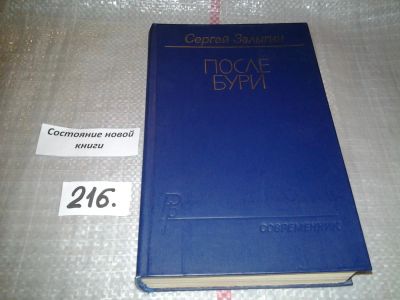 Сергей Залыгин
ПОСЛЕ
БУРИ
Состояние новой
книги
216.
СОВРЕМЕННИК